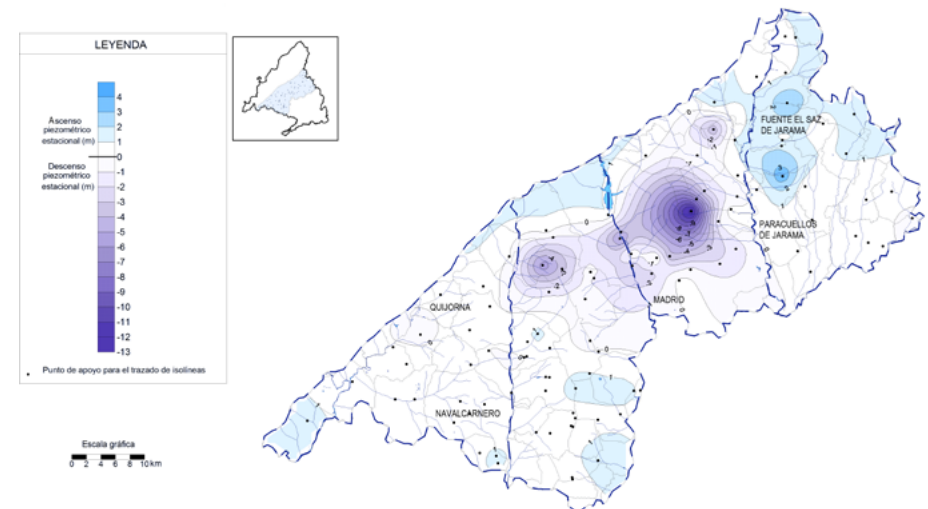 LEYENDA
Ascenso
piezométrico
estacional (m)
Descenso
piezométrico
estacional (m)
4
3
2
1
0
-1
-2
-3
-4
-5
-6
-7
-8
-9
-10
-11
-12
-13
Punto de apoyo para el trazado de isolíneas
Escala gráfica
0 2 4 6 8 10 km
FUENTE EL SAZ
DE JARAMA
PARACUELLOS
DE JARAMA
MADRID
QUIJORNA
NAVALCARNERO